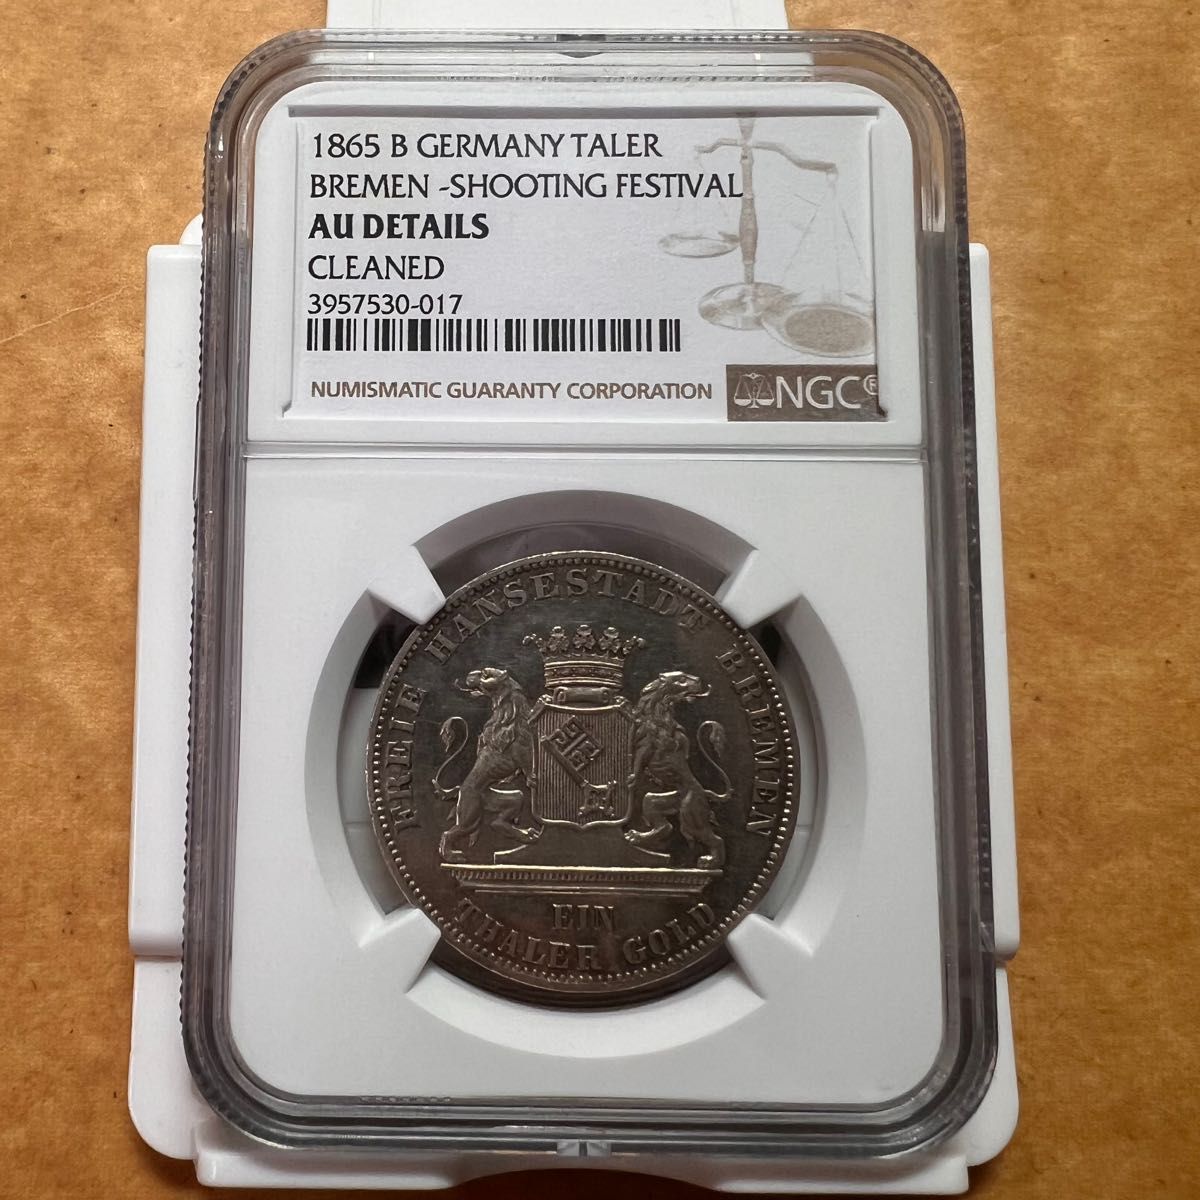 1865 B GERMANY TALER
BREMEN -SHOOTING FESTIVAL
AU DETAILS
CLEANED
3957530-017
NUMISMATIC GUARANTY CORPORATION
NGC®
FREIE HANSESTADT BREMEN
EIN
THALER GOLD